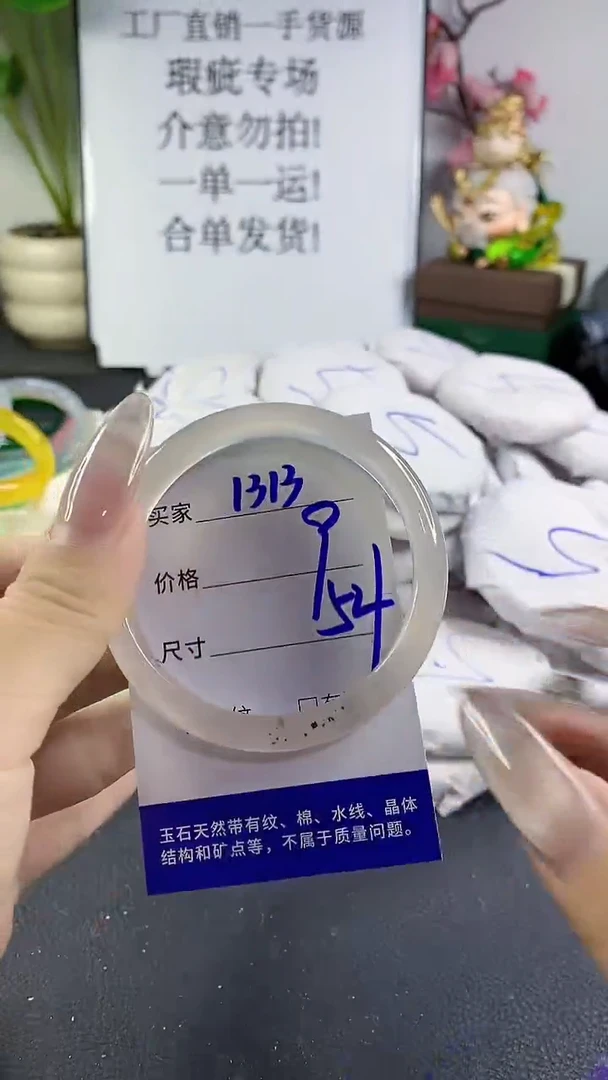 工厂直销一手货源
瑕疵专场
介意勿拍!
一单一运!
合单发货!
买家 1313
价格
尺寸 54
玉石天然带有纹、棉、水线、晶体
结构和矿点等，不属于质量问题。